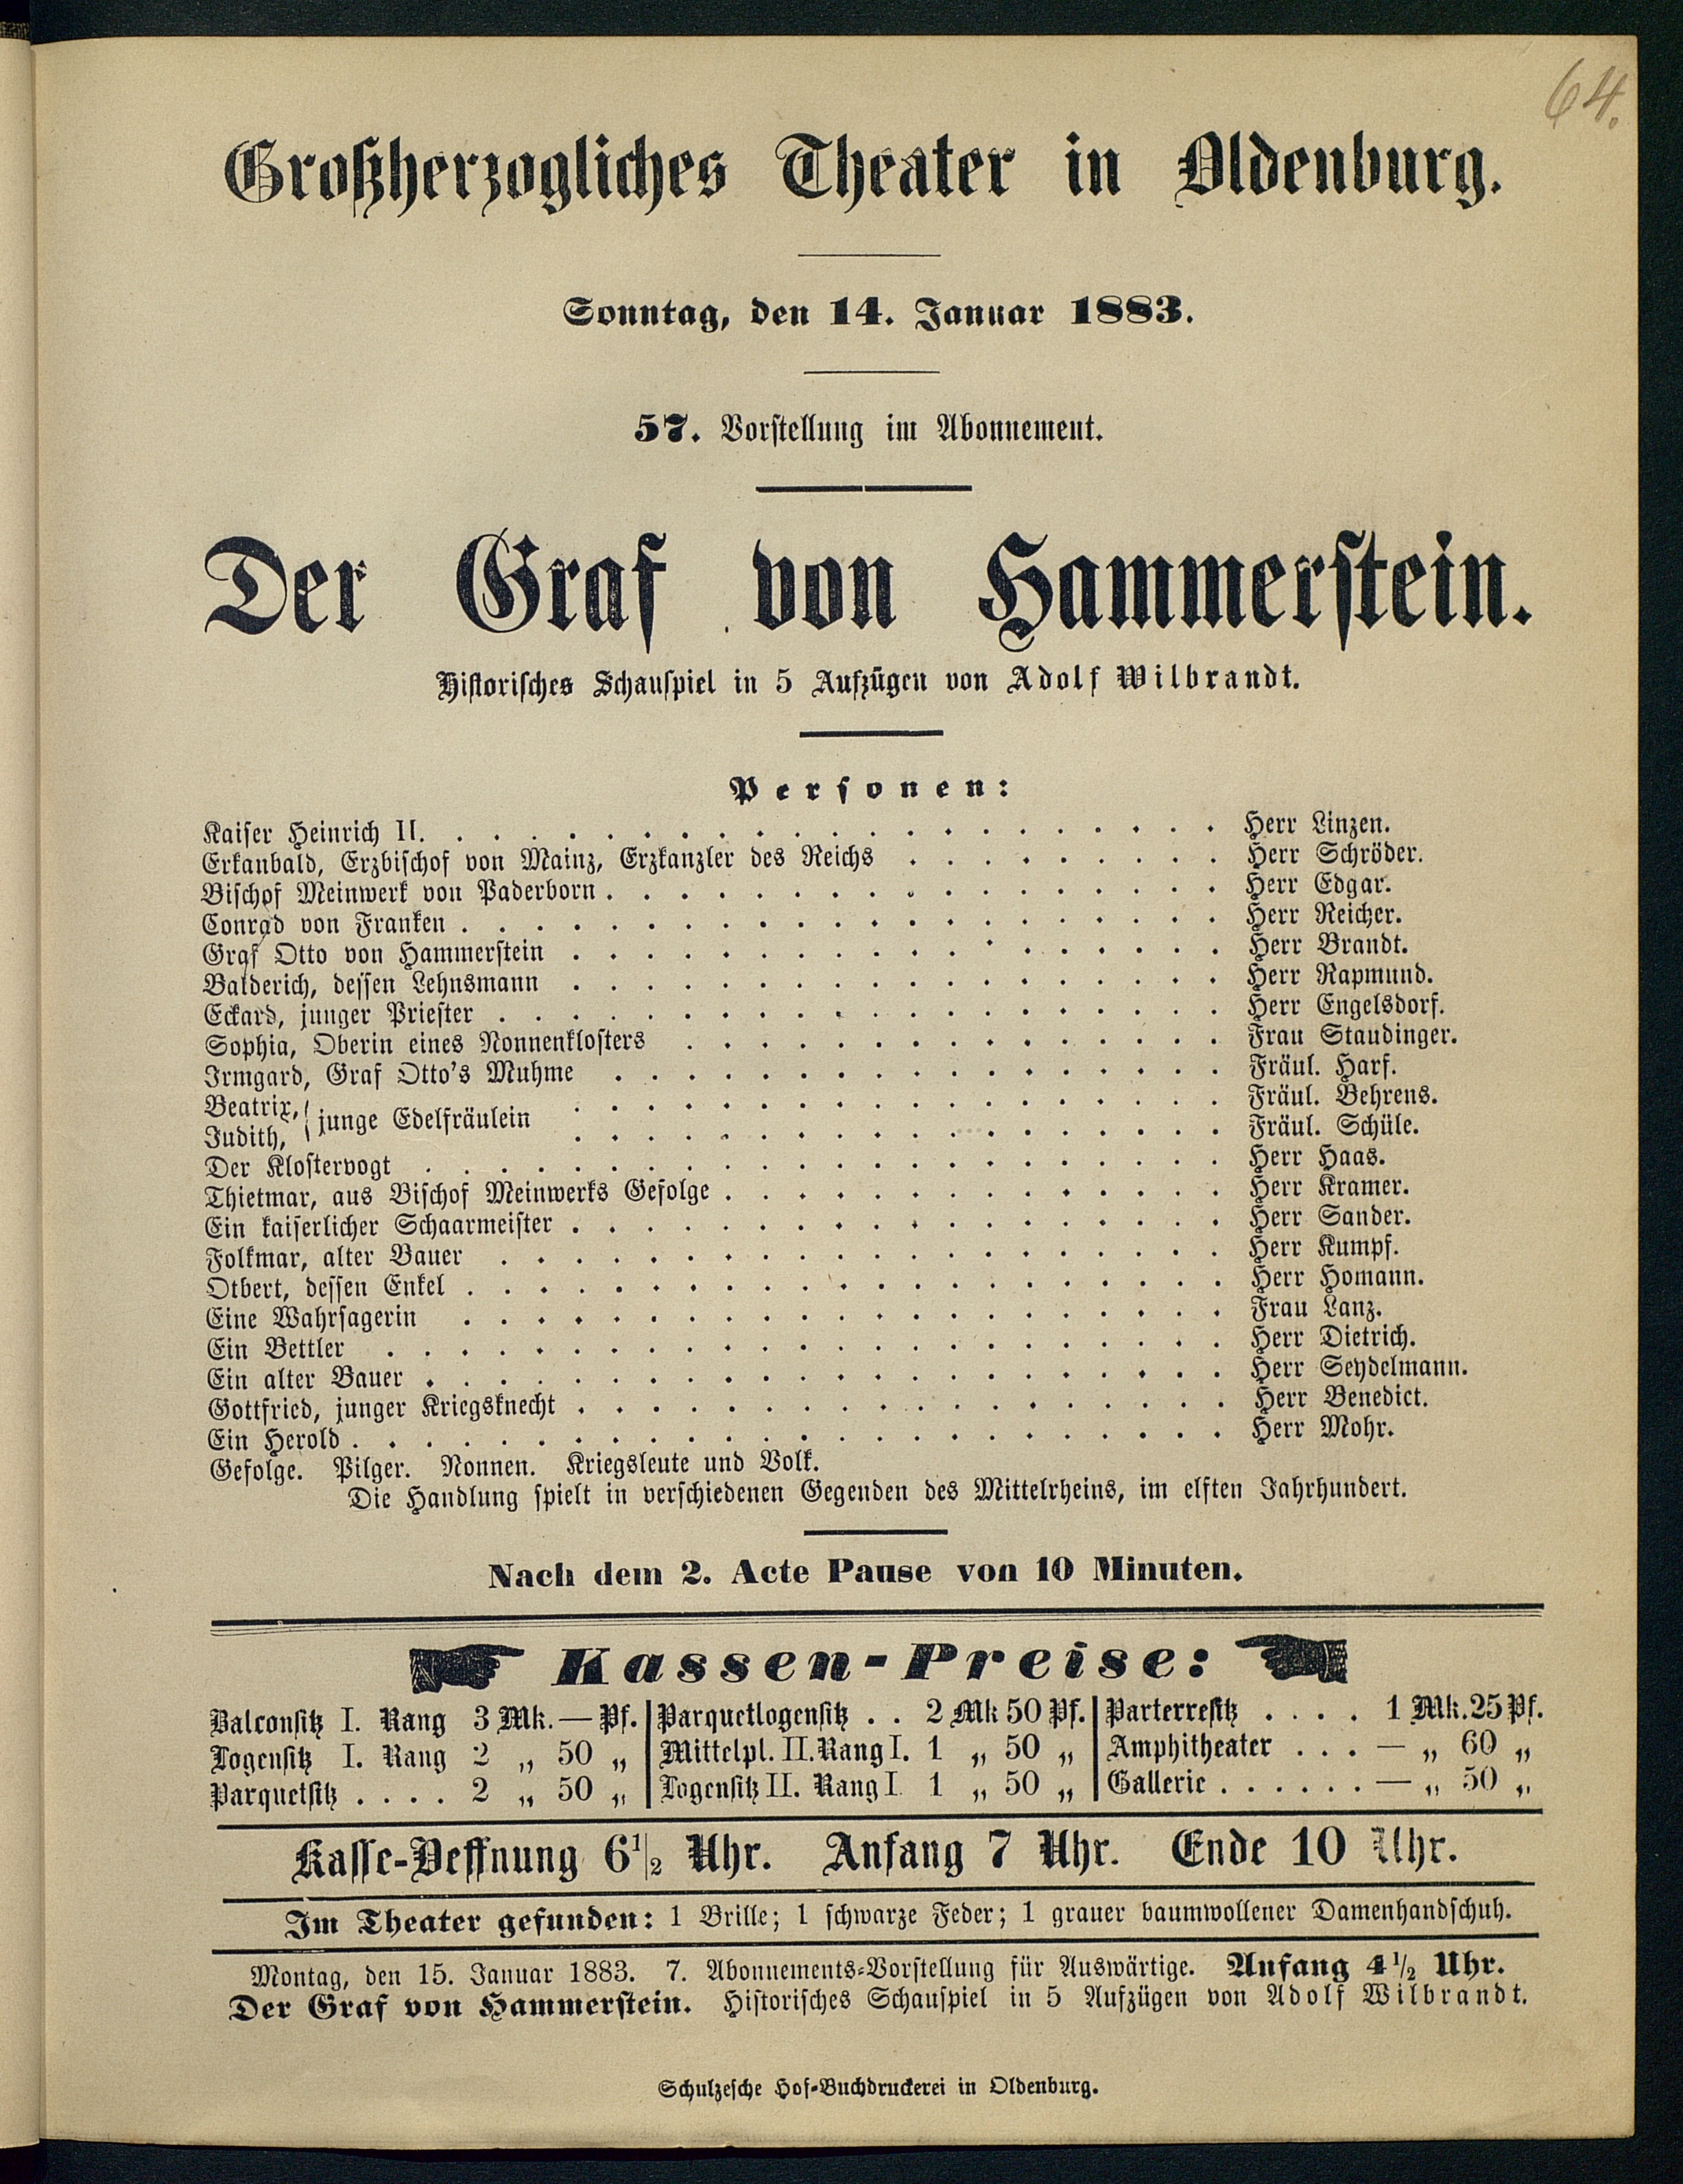 64.
Großherzogliches Theater in Oldenburg.
Sonntag, den 14. Januar 1883.
57. Vorstellung im Abonnement.
Der Graf von Hammerstein.
Historisches Schauspiel in 5 Aufzügen von Adolf Wilbrandt.
Personen:
Kaiser Heinrich II. . . . . . . . . . . . . . . . . . . . . . Herr Linzen.
Erkanbald, Erzbischof von Mainz, Erzkanzler des Reichs . . . . . . . . . Herr Schröder.
Bischof Meinwerk von Paderborn . . . . . . . . . . . . . . . . . Herr Edgar.
Conrad von Franken . . . . . . . . . . . . . . . . . . . . . Herr Reicher.
Graf Otto von Hammerstein . . . . . . . . . . . . . . . . . . Herr Brandt.
Balderich, dessen Lehnsmann . . . . . . . . . . . . . . . . . . Herr Rapmund.
Eckard, junger Priester . . . . . . . . . . . . . . . . . . . . Herr Engelsdorf.
Sophia, Oberin eines Nonnenklosters . . . . . . . . . . . . . . . Herr Staudinger.
Irmgard, Graf Otto's Muhme . . . . . . . . . . . . . . . . . Fräul. Harf.
Beatrix, } junge Edelfräulein . . . . . . . . . . . . . . . . . . Fräul. Behrens.
Judith, . . . . . . . . . . . . . . . . . . Fräul. Schüle.
Der Klostervogt . . . . . . . . . . . . . . . . . . . . . . Herr Haas.
Thietmar, aus Bischof Meinwerks Gefolge . . . . . . . . . . . . . . Herr Kramer.
Ein kaiserlicher Schaarmeister . . . . . . . . . . . . . . . . . . Herr Sander.
Folkmar, alter Bauer . . . . . . . . . . . . . . . . . . . . Herr Kumpf.
Otbert, dessen Enkel . . . . . . . . . . . . . . . . . . . . . Herr Homann.
Eine Wahrsagerin . . . . . . . . . . . . . . . . . . . . . Frau Lanz.
Ein Bettler . . . . . . . . . . . . . . . . . . . . . . . Herr Dietrich.
Ein alter Bauer . . . . . . . . . . . . . . . . . . . . . . Herr Seydelmann.
Gottfried, junger Kriegsknecht . . . . . . . . . . . . . . . . . . Herr Benedict.
Ein Herold . . . . . . . . . . . . . . . . . . . . . . . . Herr Mohr.
Gefolge. Pilger. Nonnen. Kriegsleute und Volk.
Die Handlung spielt in verschiedenen Gegenden des Mittelrheins, im elften Jahrhundert.
Nach dem 2. Acte Pause von 10 Minuten.
Kassen-Preise:
Balconsitz I. Rang 3 Mk. — Pf. Parquetlogensitz . . 2 Mk 50 Pf. Parterresitz . . . . 1 Mk. 25 Pf.
Logensitz I. Rang 2 „ 50 „ Mittelpl. II. Rang I. 1 „ 50 „ Amphitheater . . . — „ 60 „
Parquetsitz . . . . 2 „ 50 „ Logensitz II. Rang I. 1 „ 50 „ Gallerie . . . . . . — „ 50 „
Kasse-Oeffnung 6 1/2 Uhr. Anfang 7 Uhr. Ende 10 Uhr.
Im Theater gefunden: 1 Brille; 1 schwarze Feder; 1 grauer baumwollener Damenhandschuh.
Montag, den 15. Januar 1883. 7. Abonnements-Vorstellung für Auswärtige. Anfang 4 1/2 Uhr.
Der Graf von Hammerstein. Historisches Schauspiel in 5 Aufzügen von Adolf Wilbrandt.
Schulzesche Hof-Buchdruckerei in Oldenburg.